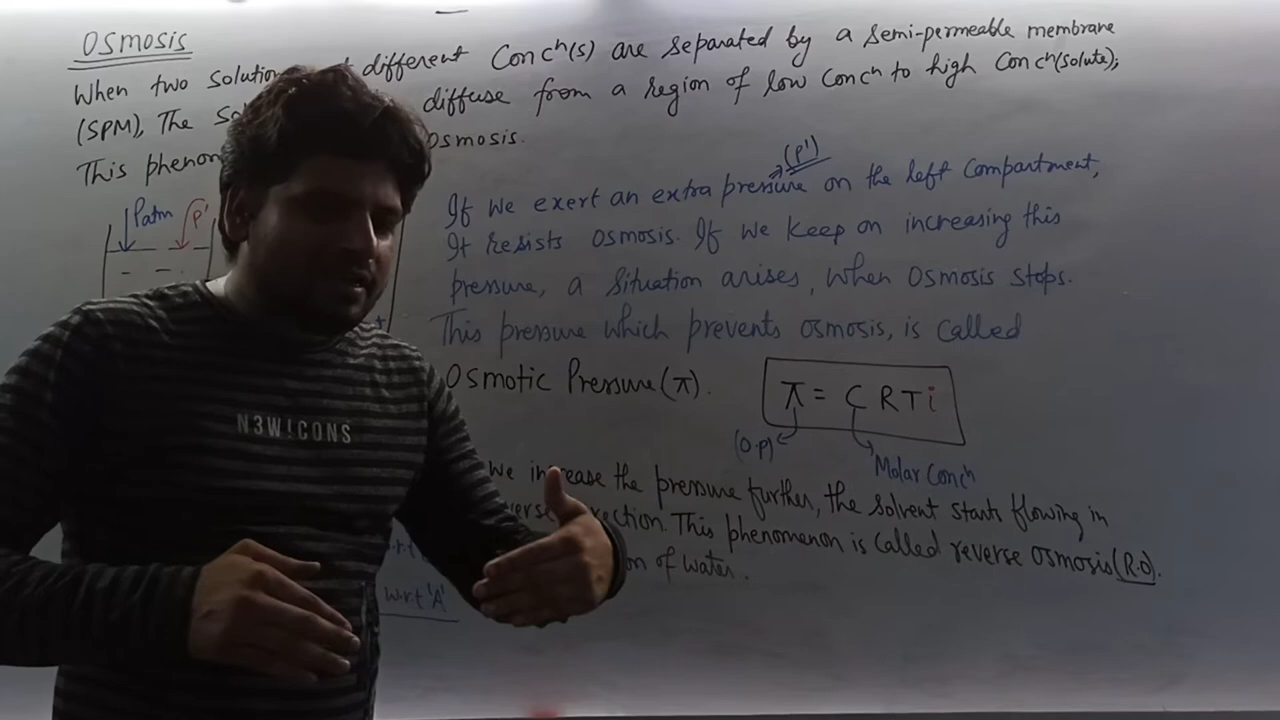 Osmosis
When two solution different Concⁿ(s) are separated by a semi-permeable membrane
(SPM), The So diffuse from a region of low Concⁿ to high Concⁿ(solute),
This phenon osmosis.
Patm P'
(P')
If we exert an extra pressure on the left Compartment,
It resists osmosis. If we keep on increasing this
pressure, a situation arises, when osmosis stops.
This pressure which prevents osmosis, is called
Osmotic Pressure (π). π = C R T i
(O.P) Molar Concⁿ
N3W!CONS
We increase the pressure further, the solvent starts flowing in
verse rection. This phenomenon is called reverse osmosis (R.O).
w.r.t on of water.
w.r.t 'A'